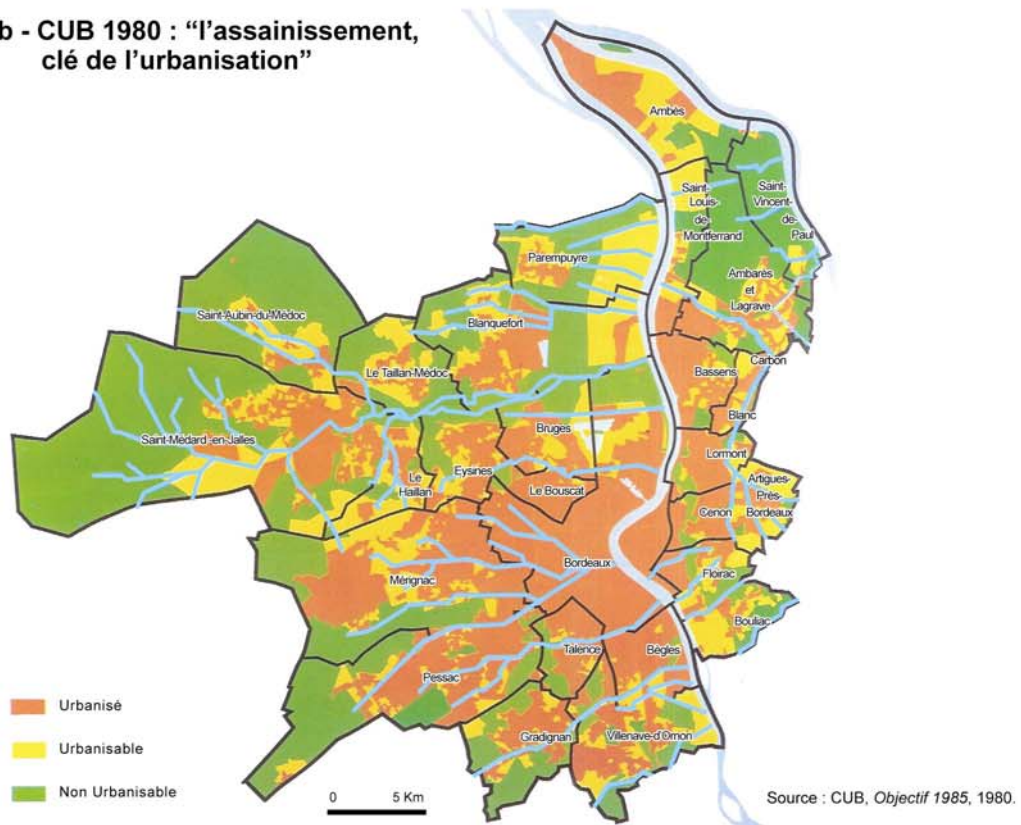 b - CUB 1980 : “l’assainissement,
clé de l’urbanisation”
Ambès
Saint-
Louis-
de-
Montferrand
Saint-
Vincent-
de-
Paul
Parempuyre
Ambarès
et
Lagrave
Saint-Aubin-du-Médoc
Blanquefort
Le Taillan-Médoc
Carbon
Bassens
Blanc
Bruges
Saint-Médard-en-Jalles
Lormont
Eysines
Le
Haillan
Le Bouscat
Artigues-
Près-
Bordeaux
Cenon
Bordeaux
Mérignac
Floirac
Bouliac
Talence
Bègles
Pessac
Gradignan
Villenave-d'Ornon
Urbanisé
Urbanisable
Non Urbanisable
0 5 Km
Source : CUB, Objectif 1985, 1980.